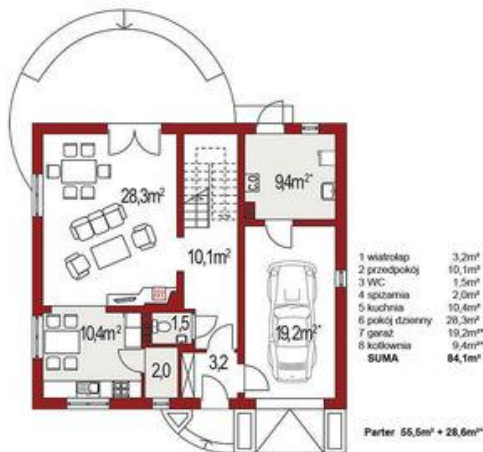 28,3m²
9,4m²*
10,1m²
10,4m²
1,5
19,2m²*
3,2
2,0
1 wiatrołap 3,2m²
2 przedpokój 10,1m²
3 WC 1,5m²
4 spiżarnia 2,0m²
5 kuchnia 10,4m²
6 pokój dzienny 28,3m²
7 garaż 19,2m²*
8 kotłownia 9,4m²*
SUMA 84,1m²
Parter 55,5m² + 28,6m²*